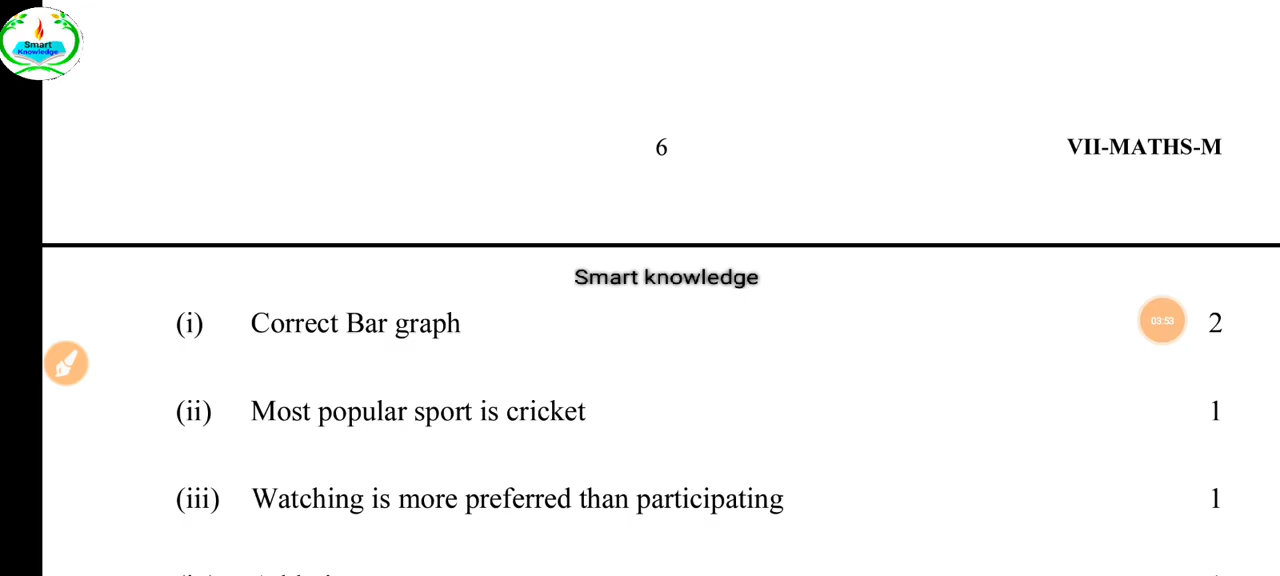 Smart
Knowledge
6 VII-MATHS-M
Smart knowledge
(i) Correct Bar graph 03:53 2
(ii) Most popular sport is cricket 1
(iii) Watching is more preferred than participating 1